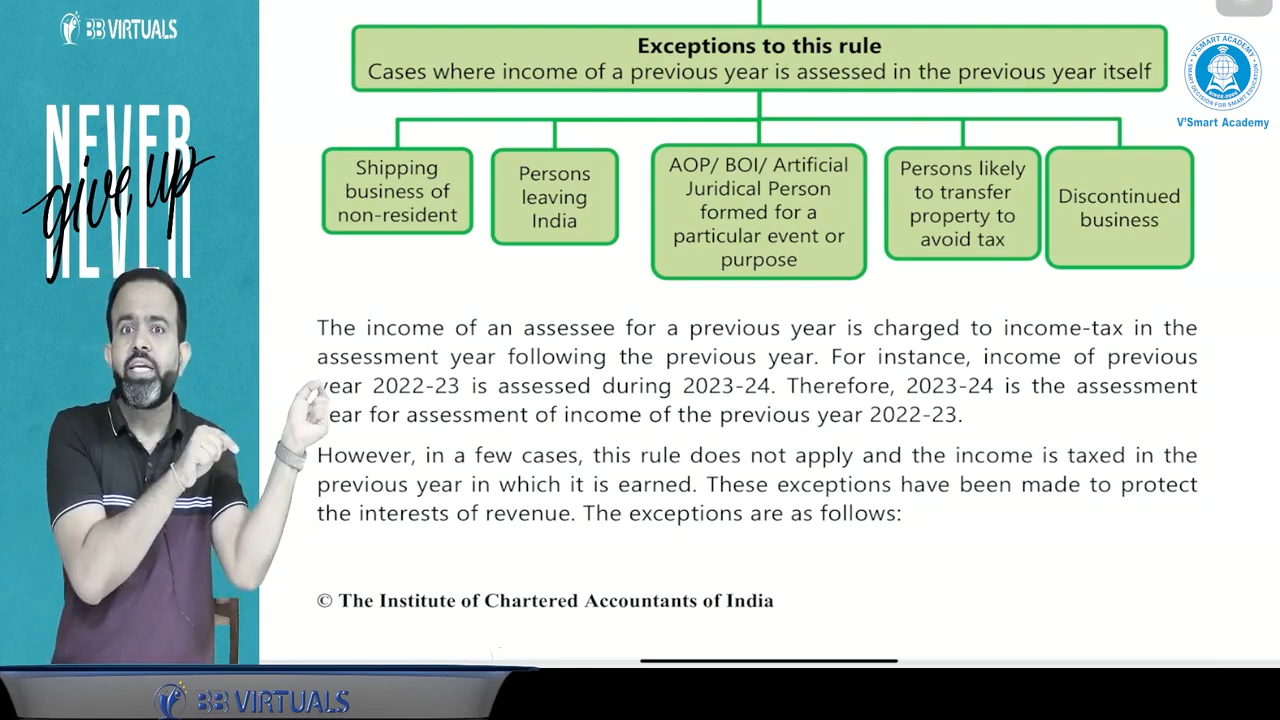 BB VIRTUALS
NEVER
give up
NEVER
Exceptions to this rule
Cases where income of a previous year is assessed in the previous year itself
V'SMART ACADEMY
SMART DECISION FOR SMART EDUCATION
V'Smart Academy
Shipping
business of
non-resident
Persons
leaving
India
AOP/ BOI/ Artificial
Juridical Person
formed for a
particular event or
purpose
Persons likely
to transfer
property to
avoid tax
Discontinued
business
The income of an assessee for a previous year is charged to income-tax in the
assessment year following the previous year. For instance, income of previous
year 2022-23 is assessed during 2023-24. Therefore, 2023-24 is the assessment
ear for assessment of income of the previous year 2022-23.
However, in a few cases, this rule does not apply and the income is taxed in the
previous year in which it is earned. These exceptions have been made to protect
the interests of revenue. The exceptions are as follows:
© The Institute of Chartered Accountants of India
BB VIRTUALS